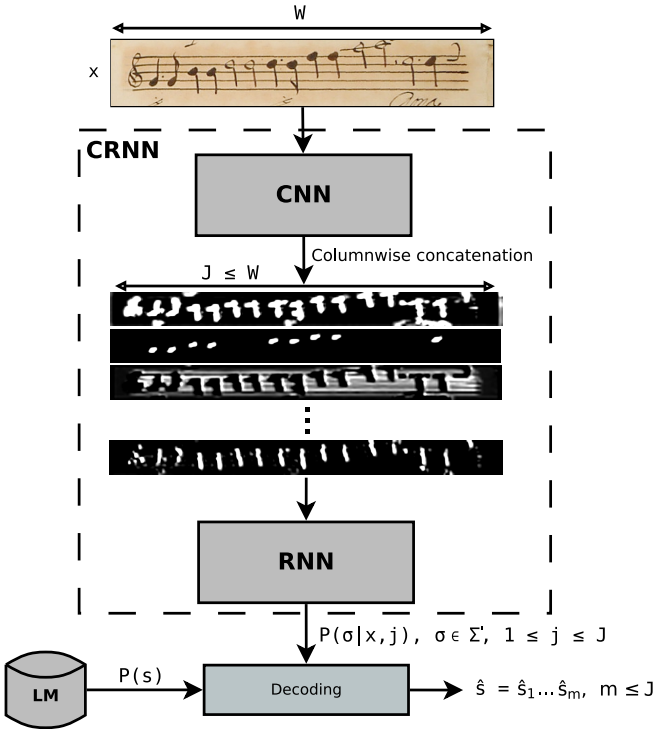 W
x
CRNN
CNN
Columnwise concatenation
J ≤ W
RNN
P(σ|x,j), σ ∈ Σ', 1 ≤ j ≤ J
LM
P(s)
Decoding
ŝ = ŝ₁...ŝₘ, m ≤ J